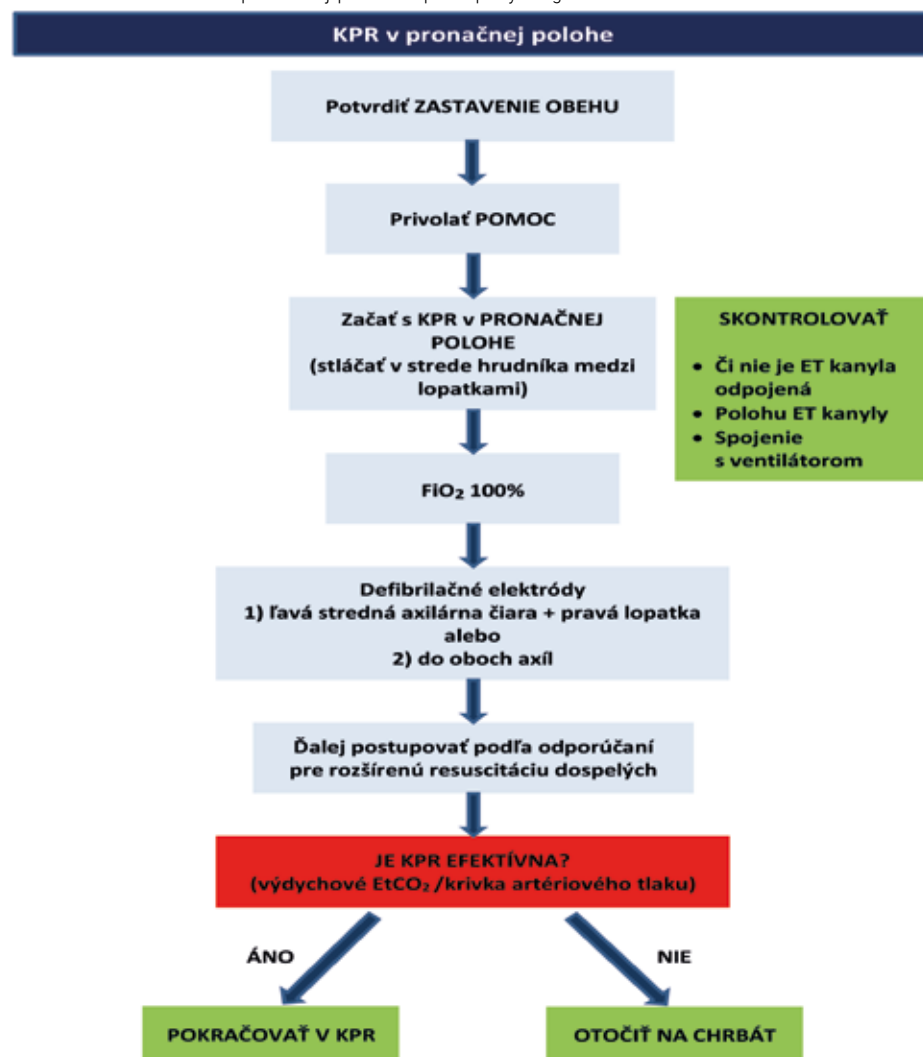 KPR v pronačnej polohe
Potvrdiť ZASTAVENIE OBEHU
Privolať POMOC
Začať s KPR v PRONAČNEJ
POLOHE
(stláčať v strede hrudníka medzi
lopatkami)
SKONTROLOVAŤ
• Či nie je ET kanyla
odpojená
• Polohu ET kanyly
• Spojenie
s ventilátorom
FiO₂ 100%
Defibrilačné elektródy
1) ľavá stredná axilárna čiara + pravá lopatka
alebo
2) do oboch axíl
Ďalej postupovať podľa odporúčaní
pre rozšírenú resuscitáciu dospelých
JE KPR EFEKTÍVNA?
(výdychové EtCO₂ /krivka artériového tlaku)
ÁNO
NIE
POKRAČOVAŤ V KPR
OTOČIŤ NA CHRBÁT